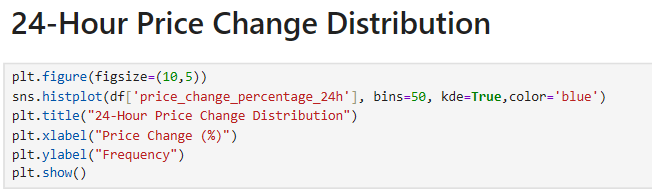 24-Hour Price Change Distribution
plt.figure(figsize=(10,5))
sns.histplot(df['price_change_percentage_24h'], bins=50, kde=True,color='blue')
plt.title("24-Hour Price Change Distribution")
plt.xlabel("Price Change (%)")
plt.ylabel("Frequency")
plt.show()